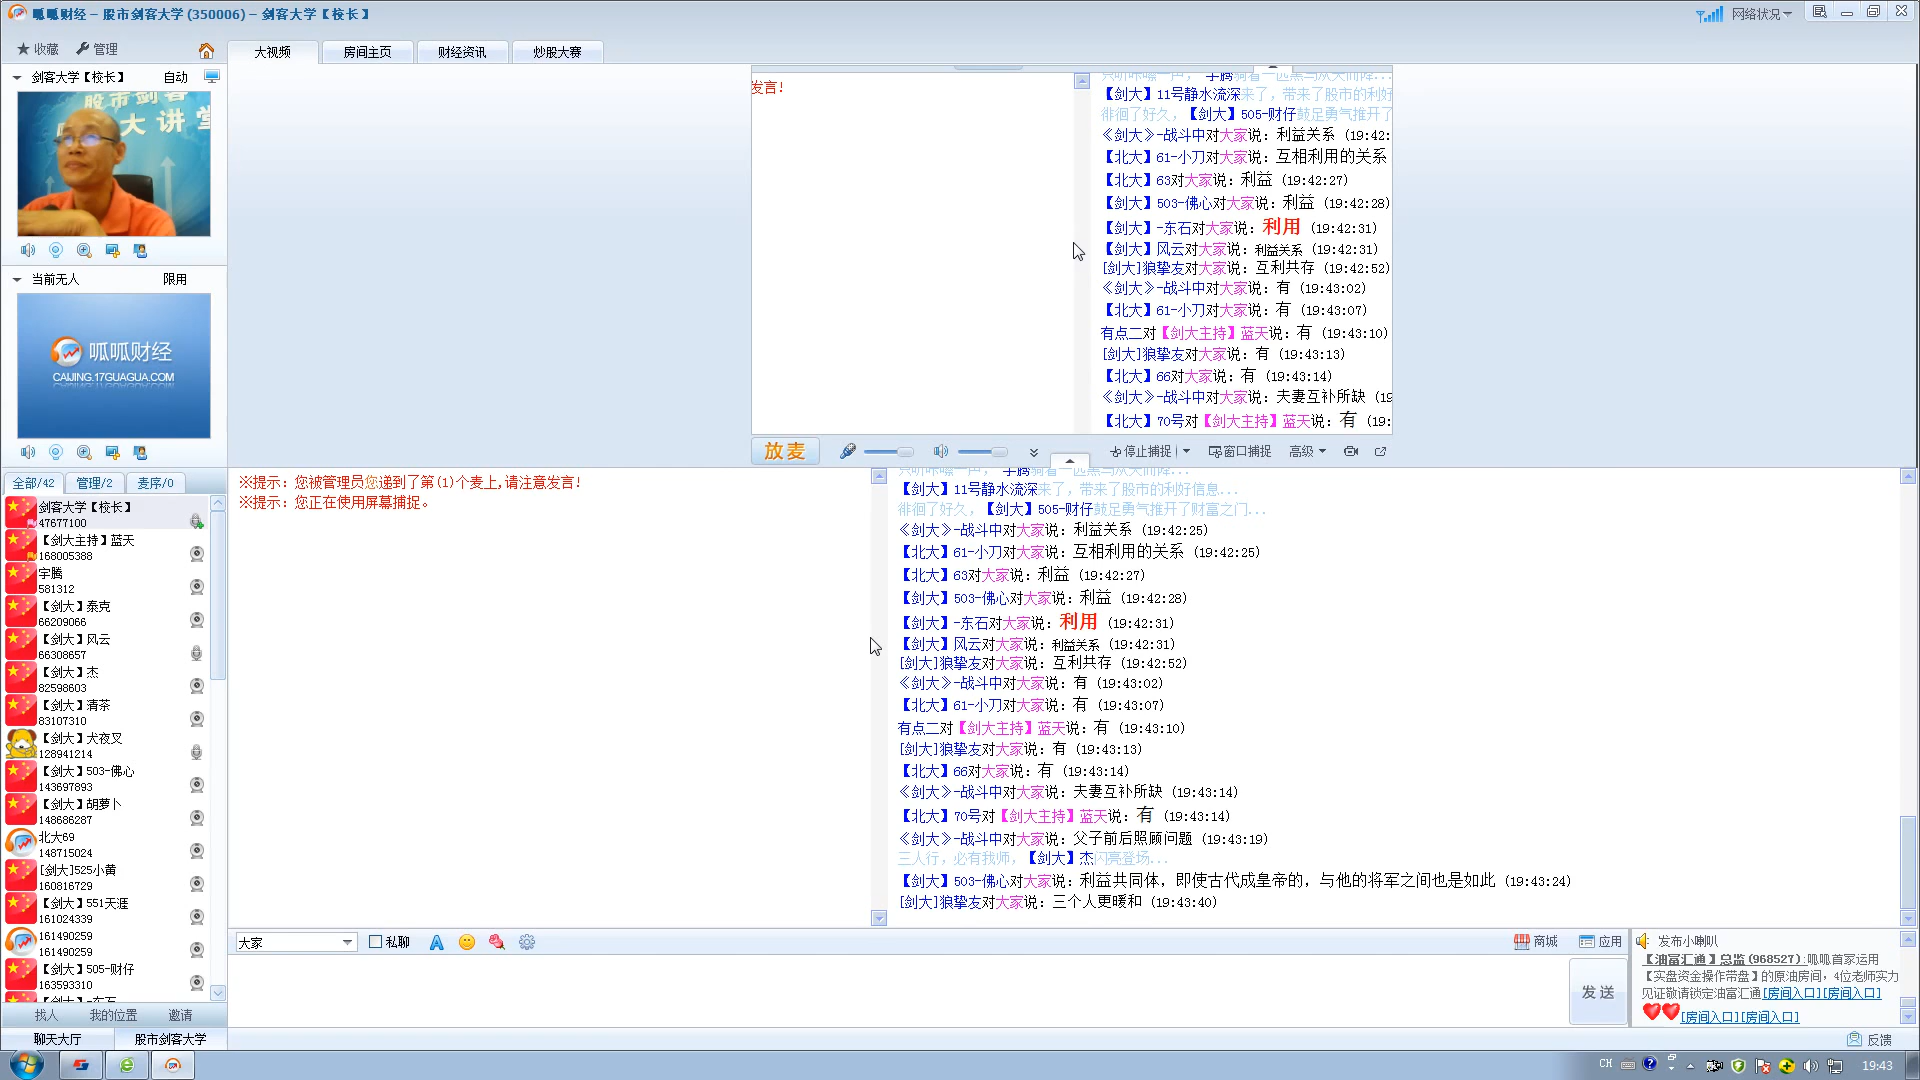 呱呱财经 – 股市剑客大学 (350006) – 剑客大学【校长】
网络状况
收藏 管理
大视频 房间主页 财经资讯 炒股大赛
剑客大学【校长】 自动
股市剑客
大讲堂
当前无人 限用
呱呱财经
CAIJING.17GUAGUA.COM
发言!
【剑大】11号静水流深来了, 带来了股市的利好
徘徊了好久, 【剑大】505-财仔鼓足勇气推开了
《剑大》-战斗中对大家说: 利益关系 (19:42:
【北大】61-小刀对大家说: 互相利用的关系
【北大】63对大家说: 利益 (19:42:27)
【剑大】503-佛心对大家说: 利益 (19:42:28)
【剑大】-东石对大家说: 利用 (19:42:31)
【剑大】风云对大家说: 利益关系 (19:42:31)
[剑大]狼挚友对大家说: 互利共存 (19:42:52)
《剑大》-战斗中对大家说: 有 (19:43:02)
【北大】61-小刀对大家说: 有 (19:43:07)
有点二对【剑大主持】蓝天说: 有 (19:43:10)
[剑大]狼挚友对大家说: 有 (19:43:13)
【北大】66对大家说: 有 (19:43:14)
《剑大》-战斗中对大家说: 夫妻互补所缺 (19
【北大】70号对【剑大主持】蓝天说: 有 (19:
放麦 停止捕捉 窗口捕捉 高级
全部/42 管理/2 麦序/0
剑客大学【校长】
47677100
【剑大主持】蓝天
168005388
宇腾
581312
【剑大】泰克
66209066
【剑大】风云
66308657
【剑大】杰
82598603
【剑大】清茶
83107310
【剑大】犬夜叉
128941214
【剑大】503-佛心
143697893
【剑大】胡萝卜
148686287
北大69
148715024
[剑大]525小黄
160816729
【剑大】551天涯
161024339
161490259
161490259
【剑大】505-财仔
163593310
找人 我的位置 邀请
聊天大厅 股市剑客大学
※提示: 您被管理员您递到了第(1)个麦上,请注意发言!
※提示: 您正在使用屏幕捕捉。
【剑大】11号静水流深来了, 带来了股市的利好信息...
徘徊了好久, 【剑大】505-财仔鼓足勇气推开了财富之门...
《剑大》-战斗中对大家说: 利益关系 (19:42:25)
【北大】61-小刀对大家说: 互相利用的关系 (19:42:25)
【北大】63对大家说: 利益 (19:42:27)
【剑大】503-佛心对大家说: 利益 (19:42:28)
【剑大】-东石对大家说: 利用 (19:42:31)
【剑大】风云对大家说: 利益关系 (19:42:31)
[剑大]狼挚友对大家说: 互利共存 (19:42:52)
《剑大》-战斗中对大家说: 有 (19:43:02)
【北大】61-小刀对大家说: 有 (19:43:07)
有点二对【剑大主持】蓝天说: 有 (19:43:10)
[剑大]狼挚友对大家说: 有 (19:43:13)
【北大】66对大家说: 有 (19:43:14)
《剑大》-战斗中对大家说: 夫妻互补所缺 (19:43:14)
【北大】70号对【剑大主持】蓝天说: 有 (19:43:14)
《剑大》-战斗中对大家说: 父子前后照顾问题 (19:43:19)
三人行, 必有我师, 【剑大】杰闪亮登场...
【剑大】503-佛心对大家说: 利益共同体, 即使古代成皇帝的, 与他的将军之间也是如此 (19:43:24)
[剑大]狼挚友对大家说: 三个人更暖和 (19:43:40)
大家 私聊 商城 应用
发送
发布小喇叭
【油富汇通】总监(968527):呱呱首家运用
【实盘资金操作带盘】的原油房间, 4位老师实力
见证敬请锁定油富汇通[房间入口][房间入口]
[房间入口][房间入口]
反馈
CH 19:43